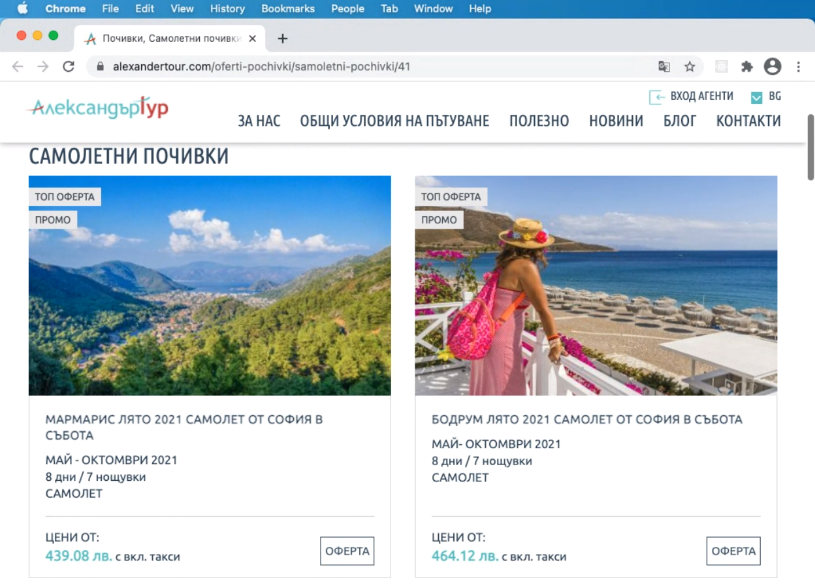 Chrome File Edit View History Bookmarks People Tab Window Help
Почивки, Самолетни почивки
alexandertour.com/oferti-pochivki/samoletni-pochivki/41
АлександърТур
ВХОД АГЕНТИ BG
ЗА НАС ОБЩИ УСЛОВИЯ НА ПЪТУВАНЕ ПОЛЕЗНО НОВИНИ БЛОГ КОНТАКТИ
САМОЛЕТНИ ПОЧИВКИ
ТОП ОФЕРТА
ПРОМО
МАРМАРИС ЛЯТО 2021 САМОЛЕТ ОТ СОФИЯ В
СЪБОТА
МАЙ - ОКТОМВРИ 2021
8 дни / 7 нощувки
САМОЛЕТ
ЦЕНИ ОТ:
439.08 лв. с вкл. такси
ОФЕРТА
ТОП ОФЕРТА
ПРОМО
БОДРУМ ЛЯТО 2021 САМОЛЕТ ОТ СОФИЯ В СЪБОТА
МАЙ- ОКТОМВРИ 2021
8 дни / 7 нощувки
САМОЛЕТ
ЦЕНИ ОТ:
464.12 лв. с вкл. такси
ОФЕРТА